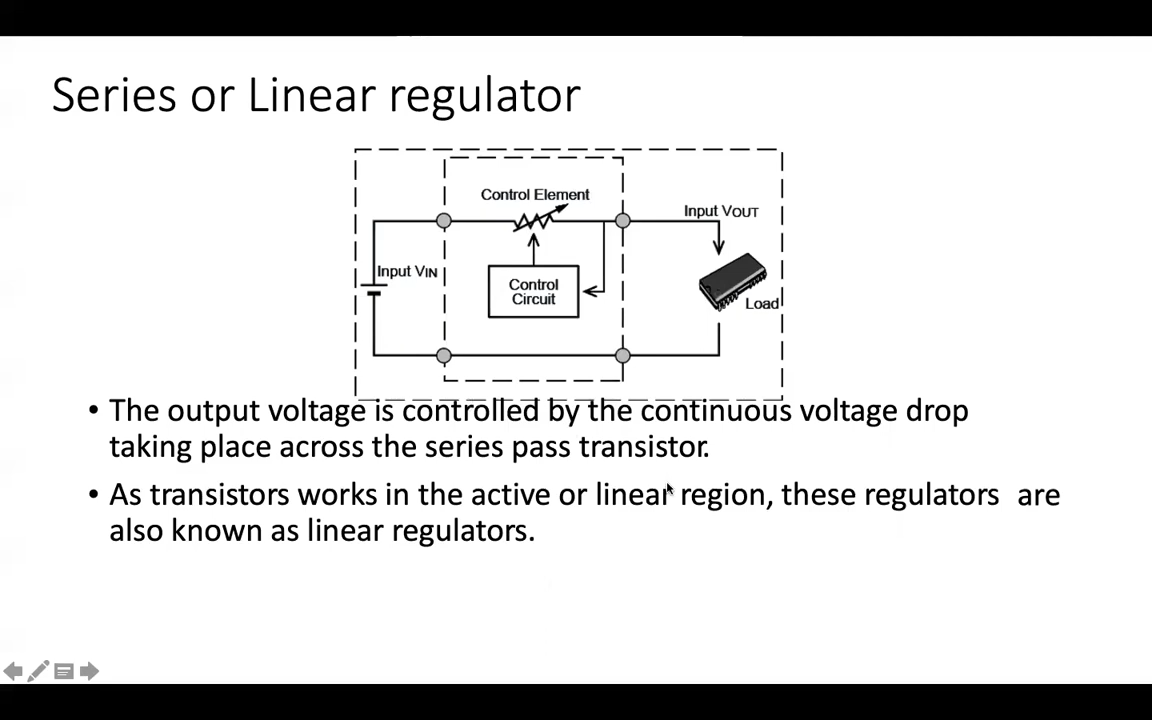 Series or Linear regulator
Control Element
Input VOUT
Input VIN
Control
Circuit
Load
• The output voltage is controlled by the continuous voltage drop
taking place across the series pass transistor.
• As transistors works in the active or linear region, these regulators are
also known as linear regulators.